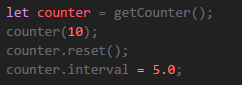 let counter = getCounter();
counter(10);
counter.reset();
counter.interval = 5.0;